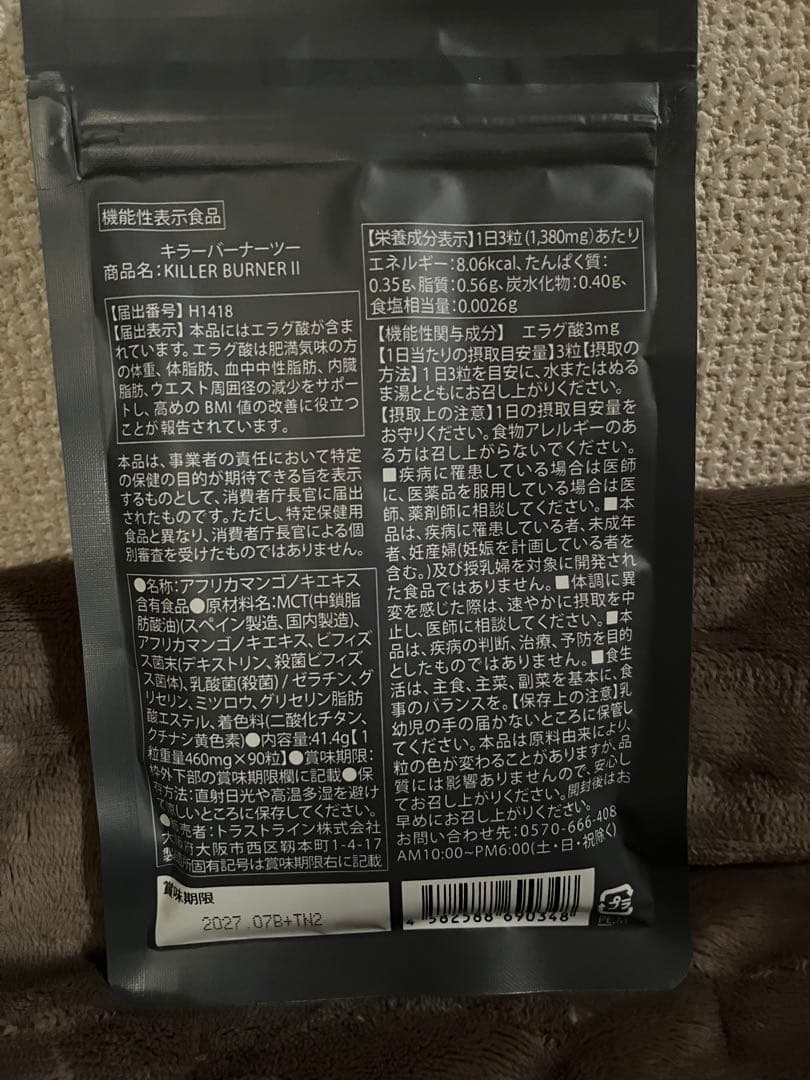 機能性表示食品
キラーバーナーツー
商品名:KILLER BURNER II
【届出番号】H1418
【届出表示】本品にはエラグ酸が含ま
れています。エラグ酸は肥満気味の方
の体重、体脂肪、血中中性脂肪、内臓
脂肪、ウエスト周囲径の減少をサポー
トし、高めのBMI値の改善に役立つ
ことが報告されています。
本品は、事業者の責任において特定
の保健の目的が期待できる旨を表示
するものとして、消費者庁長官に届出
されたものです。ただし、特定保健用
食品と異なり、消費者庁長官による個
別審査を受けたものではありません。
●名称:アフリカマンゴノキエキス
含有食品●原材料名:MCT(中鎖脂
肪酸油)(スペイン製造、国内製造)、
アフリカマンゴノキエキス、ビフィズ
ス菌末(デキストリン、殺菌ビフィズ
ス菌体)、乳酸菌(殺菌)/ゼラチン、グ
リセリン、ミツロウ、グリセリン脂肪
酸エステル、着色料(二酸化チタン、
クチナシ黄色素)●内容量:41.4g【1
粒重量460mg×90粒】●賞味期限:
枠外下部の賞味期限欄に記載●保
存方法:直射日光や高温多湿を避け
て涼しいところに保存してください。
●販売者:トラストライン株式会社
大阪府大阪市西区靱本町1-4-17
製造所固有記号は賞味期限右に記載
賞味期限
2027.07B+TN2
【栄養成分表示】1日3粒(1,380mg)あたり
エネルギー:8.06kcal、たんぱく質:
0.35g、脂質:0.56g、炭水化物:0.40g、
食塩相当量:0.0026g
【機能性関与成分】 エラグ酸3mg
【1日当たりの摂取目安量】3粒【摂取の
方法】1日3粒を目安に、水またはぬる
ま湯とともにお召し上がりください。
【摂取上の注意】1日の摂取目安量を
お守りください。食物アレルギーのあ
る方は召し上がらないでください。
■疾病に罹患している場合は医師
に、医薬品を服用している場合は医
師、薬剤師に相談してください。■本
品は、疾病に罹患している者、未成年
者、妊産婦(妊娠を計画している者を
含む。)及び授乳婦を対象に開発され
た食品ではありません。■体調に異
変を感じた際は、速やかに摂取を中
止し、医師に相談してください。■本
品は、疾病の判断、治療、予防を目的
としたものではありません。■食生
活は、主食、主菜、副菜を基本に、食
事のバランスを。【保存上の注意】乳
幼児の手の届かないところに保管し
てください。本品は原料由来により、
粒の色が変わることがありますが、品
質には影響ありませんので、安心し
てお召し上がりください。開封後はお
早めにお召し上がりください。
お問い合わせ先:0570-666-408
AM10:00~PM6:00(土・日・祝除く)
4 582588 690348
プラ